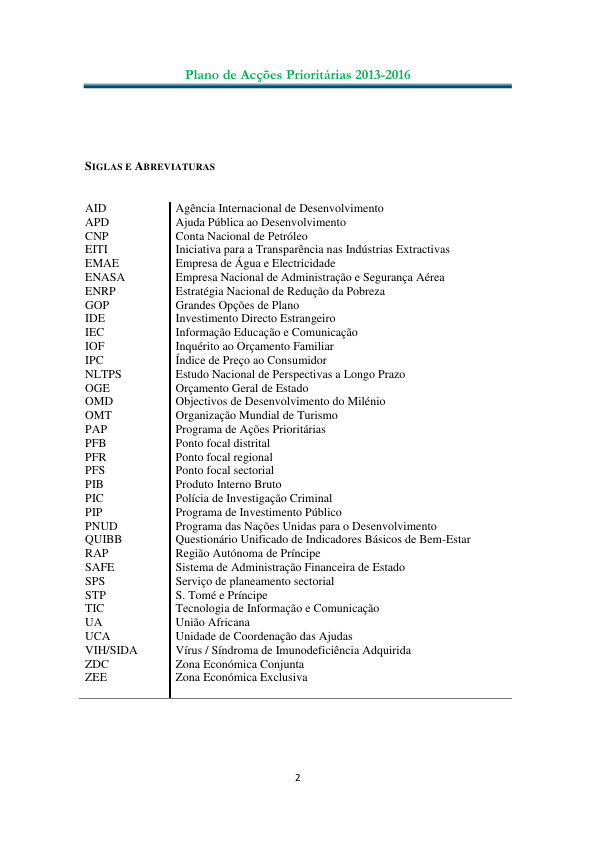 Plano de Acções Prioritárias 2013-2016
SIGLAS E ABREVIATURAS
AID Agência Internacional de Desenvolvimento
APD Ajuda Pública ao Desenvolvimento
CNP Conta Nacional de Petróleo
EITI Iniciativa para a Transparência nas Indústrias Extractivas
EMAE Empresa de Água e Electricidade
ENASA Empresa Nacional de Administração e Segurança Aérea
ENRP Estratégia Nacional de Redução da Pobreza
GOP Grandes Opções de Plano
IDE Investimento Directo Estrangeiro
IEC Informação Educação e Comunicação
IOF Inquérito ao Orçamento Familiar
IPC Índice de Preço ao Consumidor
NLTPS Estudo Nacional de Perspectivas a Longo Prazo
OGE Orçamento Geral de Estado
OMD Objectivos de Desenvolvimento do Milénio
OMT Organização Mundial de Turismo
PAP Programa de Ações Prioritárias
PFB Ponto focal distrital
PFR Ponto focal regional
PFS Ponto focal sectorial
PIB Produto Interno Bruto
PIC Polícia de Investigação Criminal
PIP Programa de Investimento Público
PNUD Programa das Nações Unidas para o Desenvolvimento
QUIBB Questionário Unificado de Indicadores Básicos de Bem-Estar
RAP Região Autónoma de Príncipe
SAFE Sistema de Administração Financeira de Estado
SPS Serviço de planeamento sectorial
STP S. Tomé e Príncipe
TIC Tecnologia de Informação e Comunicação
UA União Africana
UCA Unidade de Coordenação das Ajudas
VIH/SIDA Vírus / Síndroma de Imunodeficiência Adquirida
ZDC Zona Económica Conjunta
ZEE Zona Económica Exclusiva
2